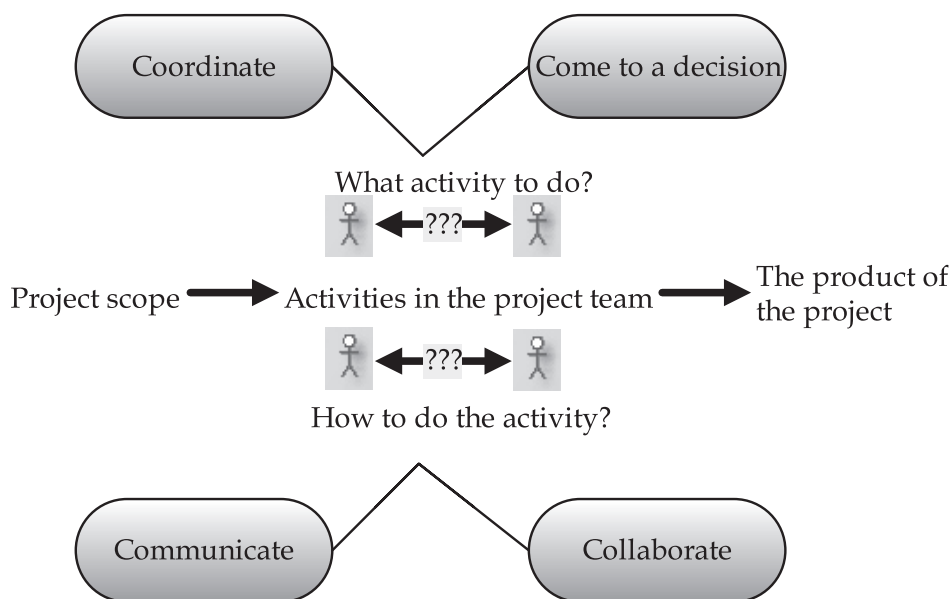 Coordinate
Come to a decision
What activity to do?
???
Project scope
Activities in the project team
The product of
the project
???
How to do the activity?
Communicate
Collaborate